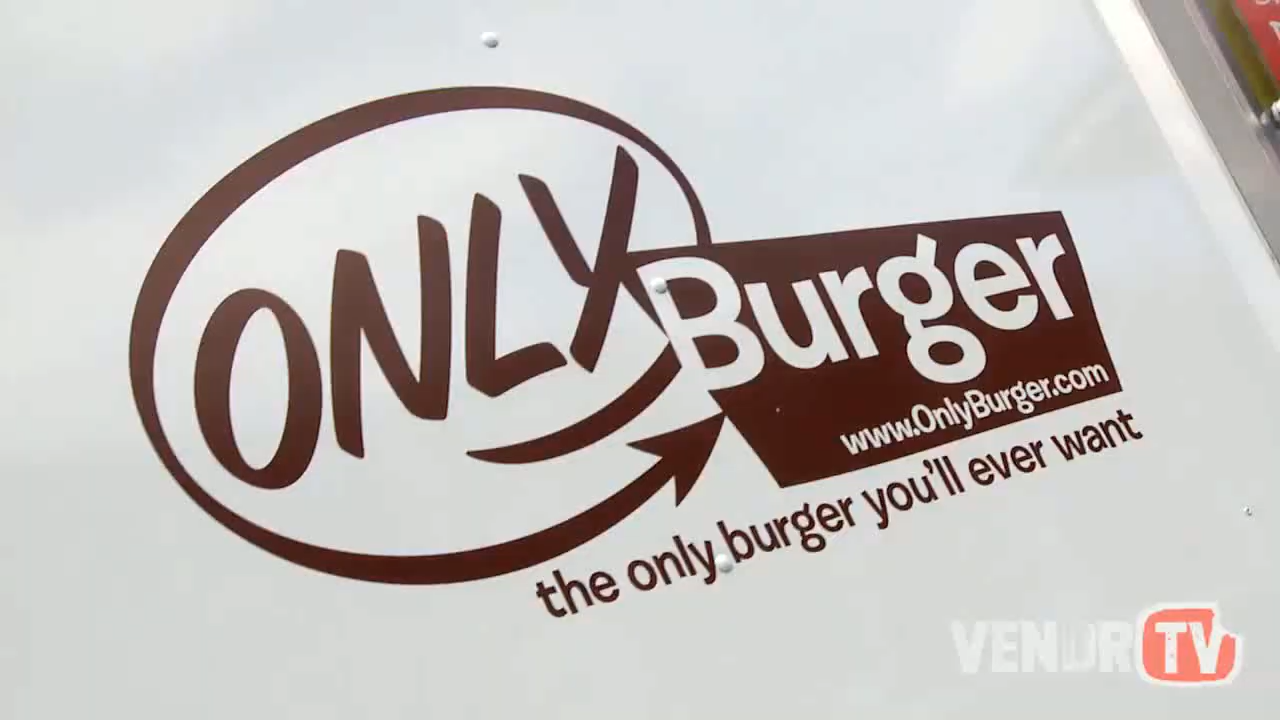 ONLY
Burger
www.OnlyBurger.com
the only burger you'll ever want
VENDR TV